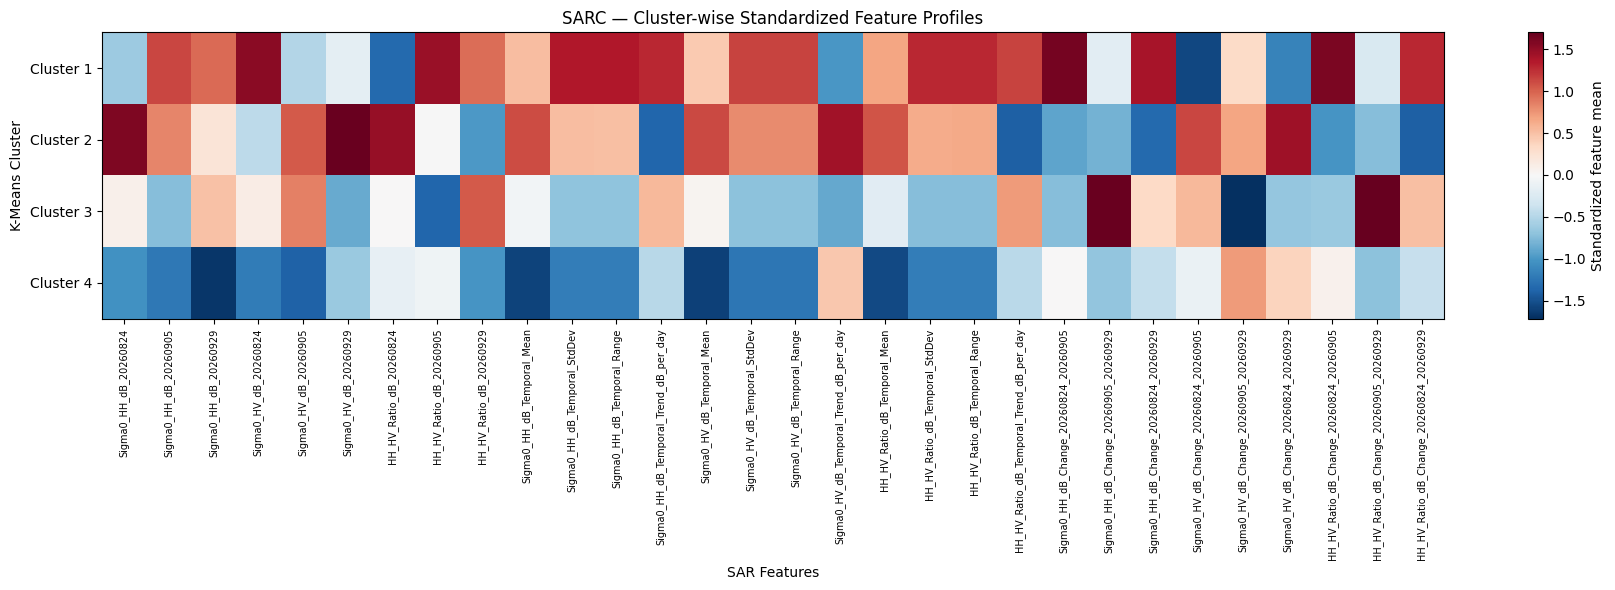 SARC — Cluster-wise Standardized Feature Profiles
K-Means Cluster
Cluster 1
Cluster 2
Cluster 3
Cluster 4
Sigma0_HH_dB_20260824
Sigma0_HH_dB_20260905
Sigma0_HH_dB_20260929
Sigma0_HV_dB_20260824
Sigma0_HV_dB_20260905
Sigma0_HV_dB_20260929
HH_HV_Ratio_dB_20260824
HH_HV_Ratio_dB_20260905
HH_HV_Ratio_dB_20260929
Sigma0_HH_dB_Temporal_Mean
Sigma0_HH_dB_Temporal_StdDev
Sigma0_HH_dB_Temporal_Range
Sigma0_HH_dB_Temporal_Trend_dB_per_day
Sigma0_HV_dB_Temporal_Mean
Sigma0_HV_dB_Temporal_StdDev
Sigma0_HV_dB_Temporal_Range
Sigma0_HV_dB_Temporal_Trend_dB_per_day
HH_HV_Ratio_dB_Temporal_Mean
HH_HV_Ratio_dB_Temporal_StdDev
HH_HV_Ratio_dB_Temporal_Range
HH_HV_Ratio_dB_Temporal_Trend_dB_per_day
Sigma0_HH_dB_Change_20260824_20260905
Sigma0_HH_dB_Change_20260905_20260929
Sigma0_HH_dB_Change_20260824_20260929
Sigma0_HV_dB_Change_20260824_20260905
Sigma0_HV_dB_Change_20260905_20260929
Sigma0_HV_dB_Change_20260824_20260929
HH_HV_Ratio_dB_Change_20260824_20260905
HH_HV_Ratio_dB_Change_20260905_20260929
HH_HV_Ratio_dB_Change_20260824_20260929
SAR Features
1.5
1.0
0.5
0.0
−0.5
−1.0
−1.5
Standardized feature mean